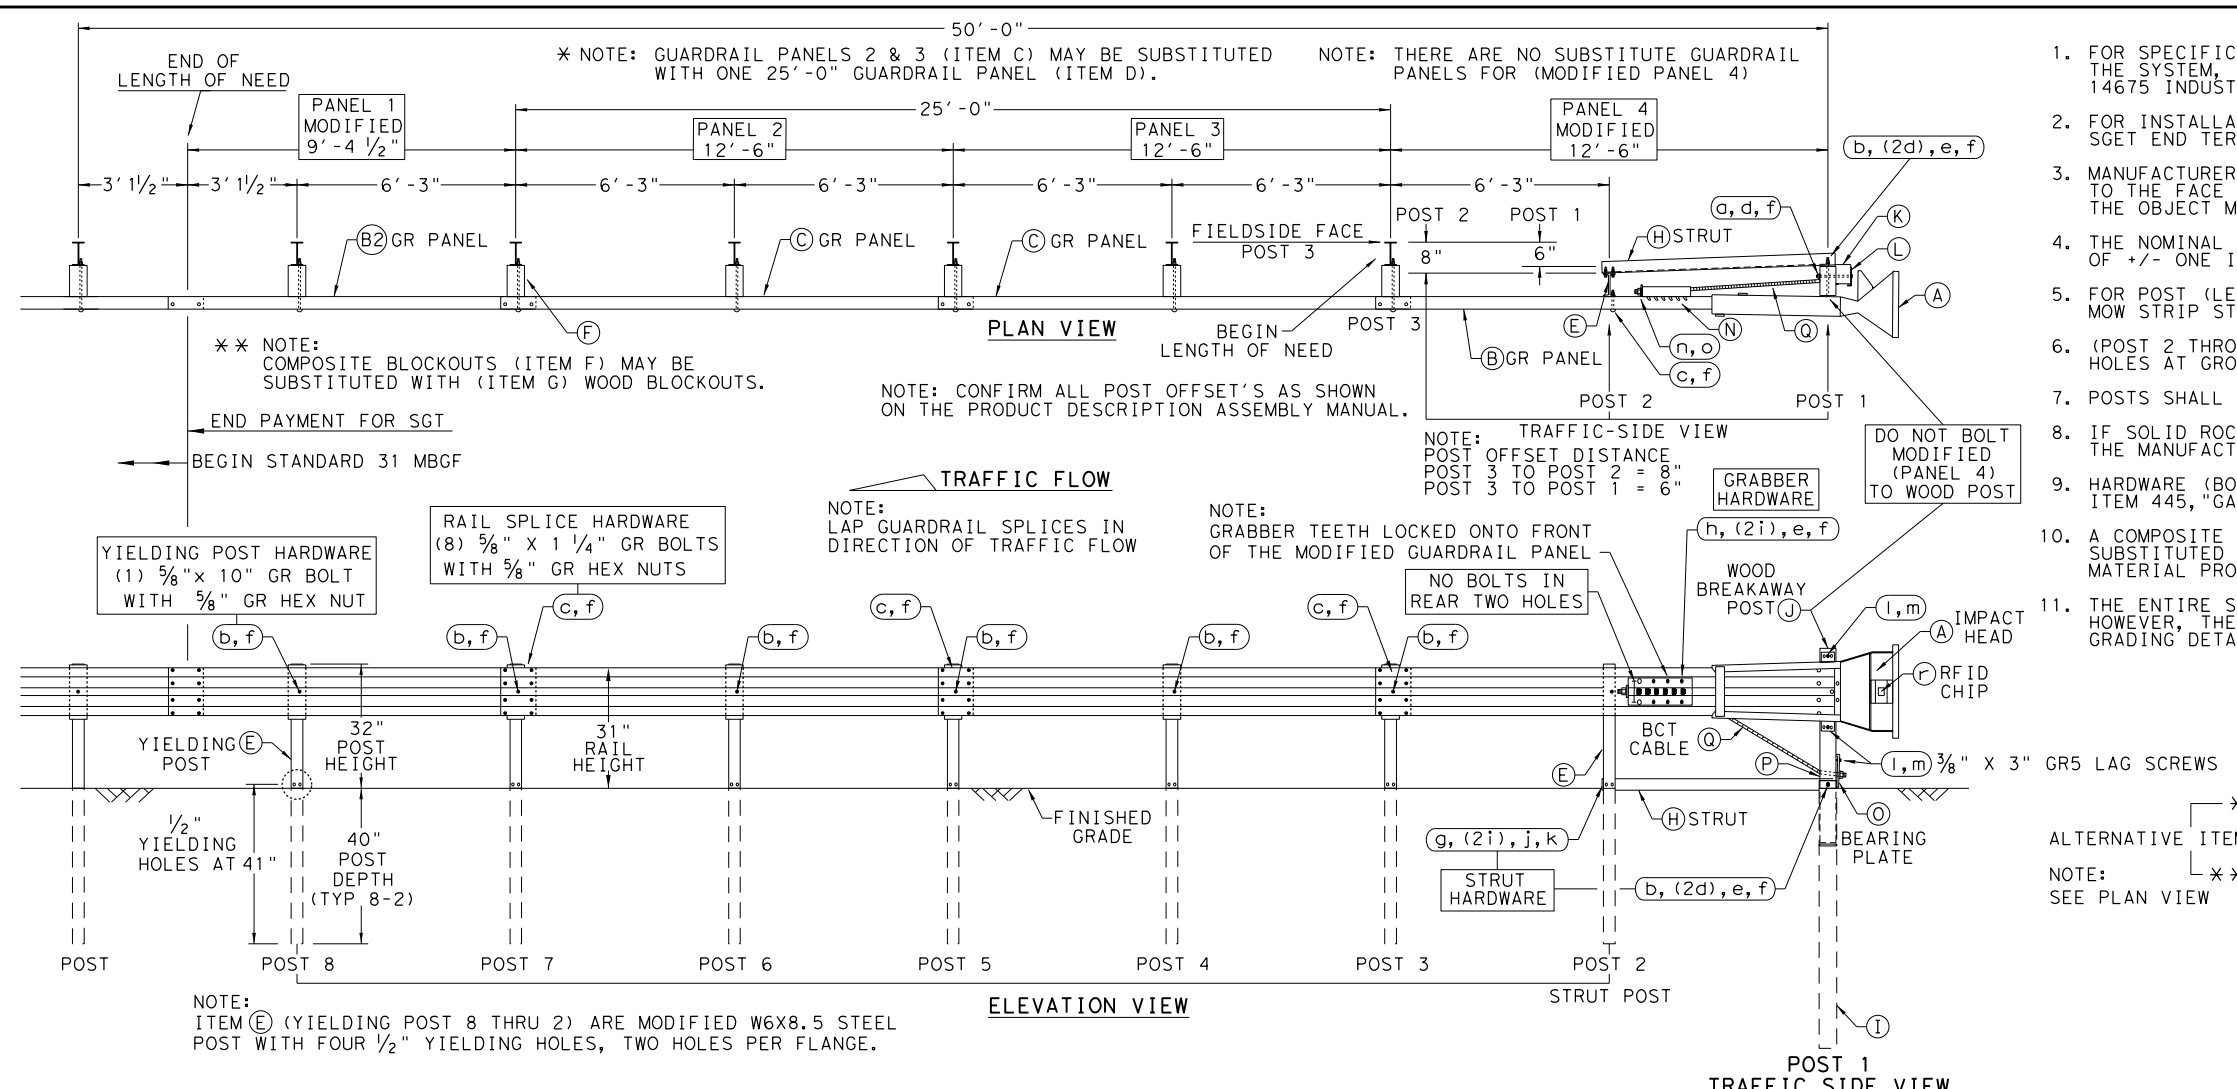 50'-0"
END OF
LENGTH OF NEED
* NOTE: GUARDRAIL PANELS 2 & 3 (ITEM C) MAY BE SUBSTITUTED
WITH ONE 25'-0" GUARDRAIL PANEL (ITEM D).
NOTE: THERE ARE NO SUBSTITUTE GUARDRAIL
PANELS FOR (MODIFIED PANEL 4)
PANEL 1
MODIFIED
9'-4 1/2"
25'-0"
PANEL 2
12'-6"
PANEL 3
12'-6"
PANEL 4
MODIFIED
12'-6"
b, (2d), e, f
3' 1/2"
3' 1/2"
6'-3"
6'-3"
6'-3"
6'-3"
6'-3"
6'-3"
B2 GR PANEL
C GR PANEL
C GR PANEL
FIELDSIDE FACE
POST 3
POST 2
POST 1
8"
6"
H STRUT
a, d, f
K
L
A
F
PLAN VIEW
BEGIN
LENGTH OF NEED
POST 3
B GR PANEL
E
N
Q
n, o
c, f
POST 2
POST 1
** NOTE:
COMPOSITE BLOCKOUTS (ITEM F) MAY BE
SUBSTITUTED WITH (ITEM G) WOOD BLOCKOUTS.
NOTE: CONFIRM ALL POST OFFSET'S AS SHOWN
ON THE PRODUCT DESCRIPTION ASSEMBLY MANUAL.
END PAYMENT FOR SGT
BEGIN STANDARD 31 MBGF
TRAFFIC-SIDE VIEW
NOTE:
POST OFFSET DISTANCE
POST 3 TO POST 2 = 8"
POST 3 TO POST 1 = 6"
DO NOT BOLT
MODIFIED
(PANEL 4)
TO WOOD POST
TRAFFIC FLOW
NOTE:
LAP GUARDRAIL SPLICES IN
DIRECTION OF TRAFFIC FLOW
NOTE:
GRABBER TEETH LOCKED ONTO FRONT
OF THE MODIFIED GUARDRAIL PANEL
GRABBER
HARDWARE
h, (2i), e, f
YIELDING POST HARDWARE
(1) 5/8"x 10" GR BOLT
WITH 5/8" GR HEX NUT
RAIL SPLICE HARDWARE
(8) 5/8" X 1 1/4" GR BOLTS
WITH 5/8" GR HEX NUTS
NO BOLTS IN
REAR TWO HOLES
WOOD
BREAKAWAY
POST J
l, m
A IMPACT
HEAD
r RFID
CHIP
b, f
c, f
b, f
b, f
c, f
b, f
b, f
c, f
b, f
YIELDING E
POST
32"
POST
HEIGHT
31"
RAIL
HEIGHT
BCT
CABLE
Q
P
E
l, m 3/8" X 3" GR5 LAG SCREWS
1/2"
YIELDING
HOLES AT 41"
40"
POST
DEPTH
(TYP 8-2)
FINISHED
GRADE
H STRUT
O
BEARING
PLATE
g, (2i), j, k
STRUT
HARDWARE
b, (2d), e, f
POST
POST 8
POST 7
POST 6
POST 5
POST 4
POST 3
POST 2
STRUT POST
ELEVATION VIEW
NOTE:
ITEM E (YIELDING POST 8 THRU 2) ARE MODIFIED W6X8.5 STEEL
POST WITH FOUR 1/2" YIELDING HOLES, TWO HOLES PER FLANGE.
I
POST 1
TRAFFIC SIDE VIEW
1. FOR SPECIFIC
THE SYSTEM,
14675 INDUST
2. FOR INSTALLA
SGET END TER
3. MANUFACTURER
TO THE FACE
THE OBJECT M
4. THE NOMINAL
OF +/- ONE I
5. FOR POST (LE
MOW STRIP ST
6. (POST 2 THRO
HOLES AT GRO
7. POSTS SHALL
8. IF SOLID ROC
THE MANUFACT
9. HARDWARE (BO
ITEM 445, "GA
10. A COMPOSITE
SUBSTITUTED
MATERIAL PRO
11. THE ENTIRE S
HOWEVER, THE
GRADING DETA
*
ALTERNATIVE ITEM
NOTE: **
SEE PLAN VIEW